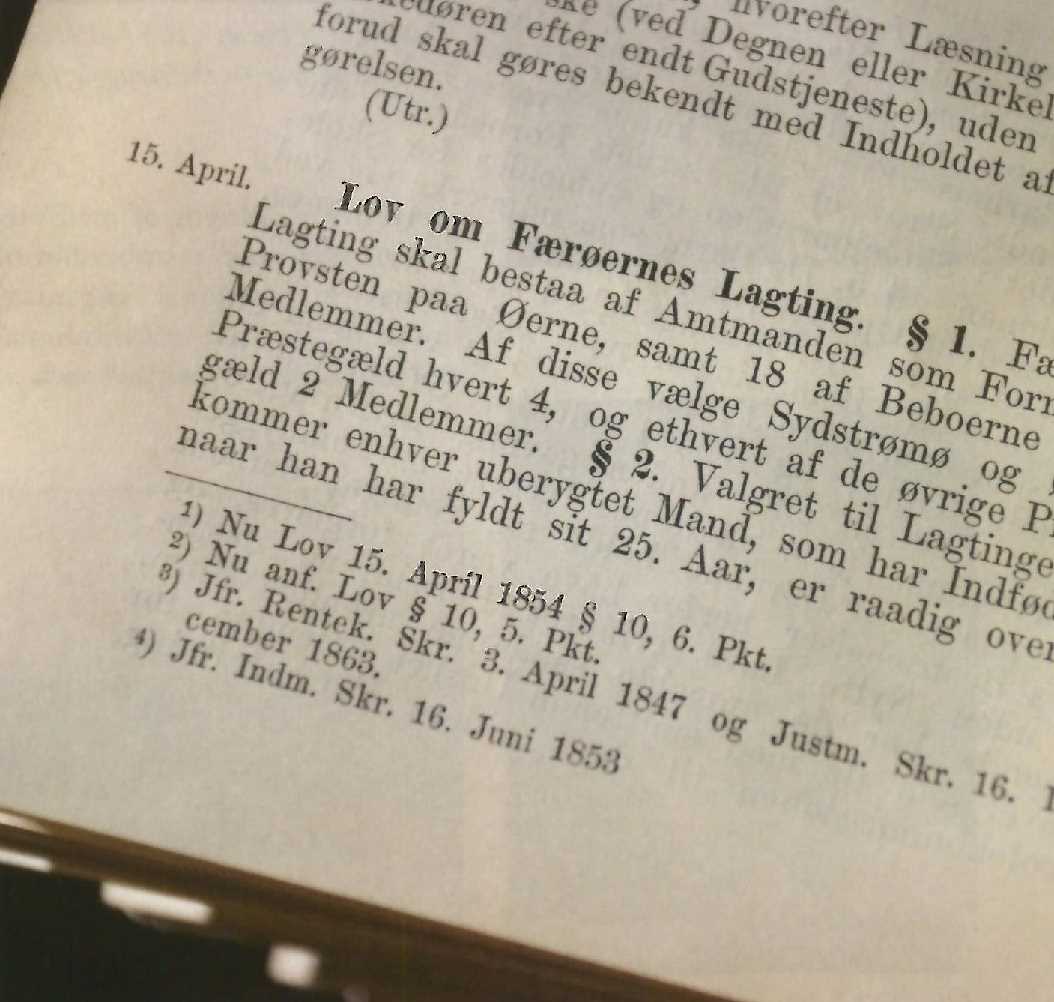 hvorefter Læsning
(ved Degnen eller
efter endt Gudstjeneste), uden
forud skal gøres bekendt med Indholdet af
gørelsen.
(Utr.)
15. April. Lov om Færøernes Lagting. § 1.
Lagting skal bestaa af Amtmanden som
Provsten paa Øerne, samt 18 af Beboerne
Medlemmer. Af disse vælge Sydstrømø og
Præstegæld hvert 4, og ethvert af de øvrige
gæld 2 Medlemmer. § 2. Valgret til
kommer enhver uberygtet Mand, som har
naar han har fyldt sit 25. Aar, er raadig over
1) Nu Lov 15. April 1854 § 10, 6. Pkt.
2) Nu anf. Lov § 10, 5. Pkt.
3) Jfr. Rentek. Skr. 3. April 1847 og Justm. Skr. 16.
cember 1863.
4) Jfr. Indm. Skr. 16. Juni 1853